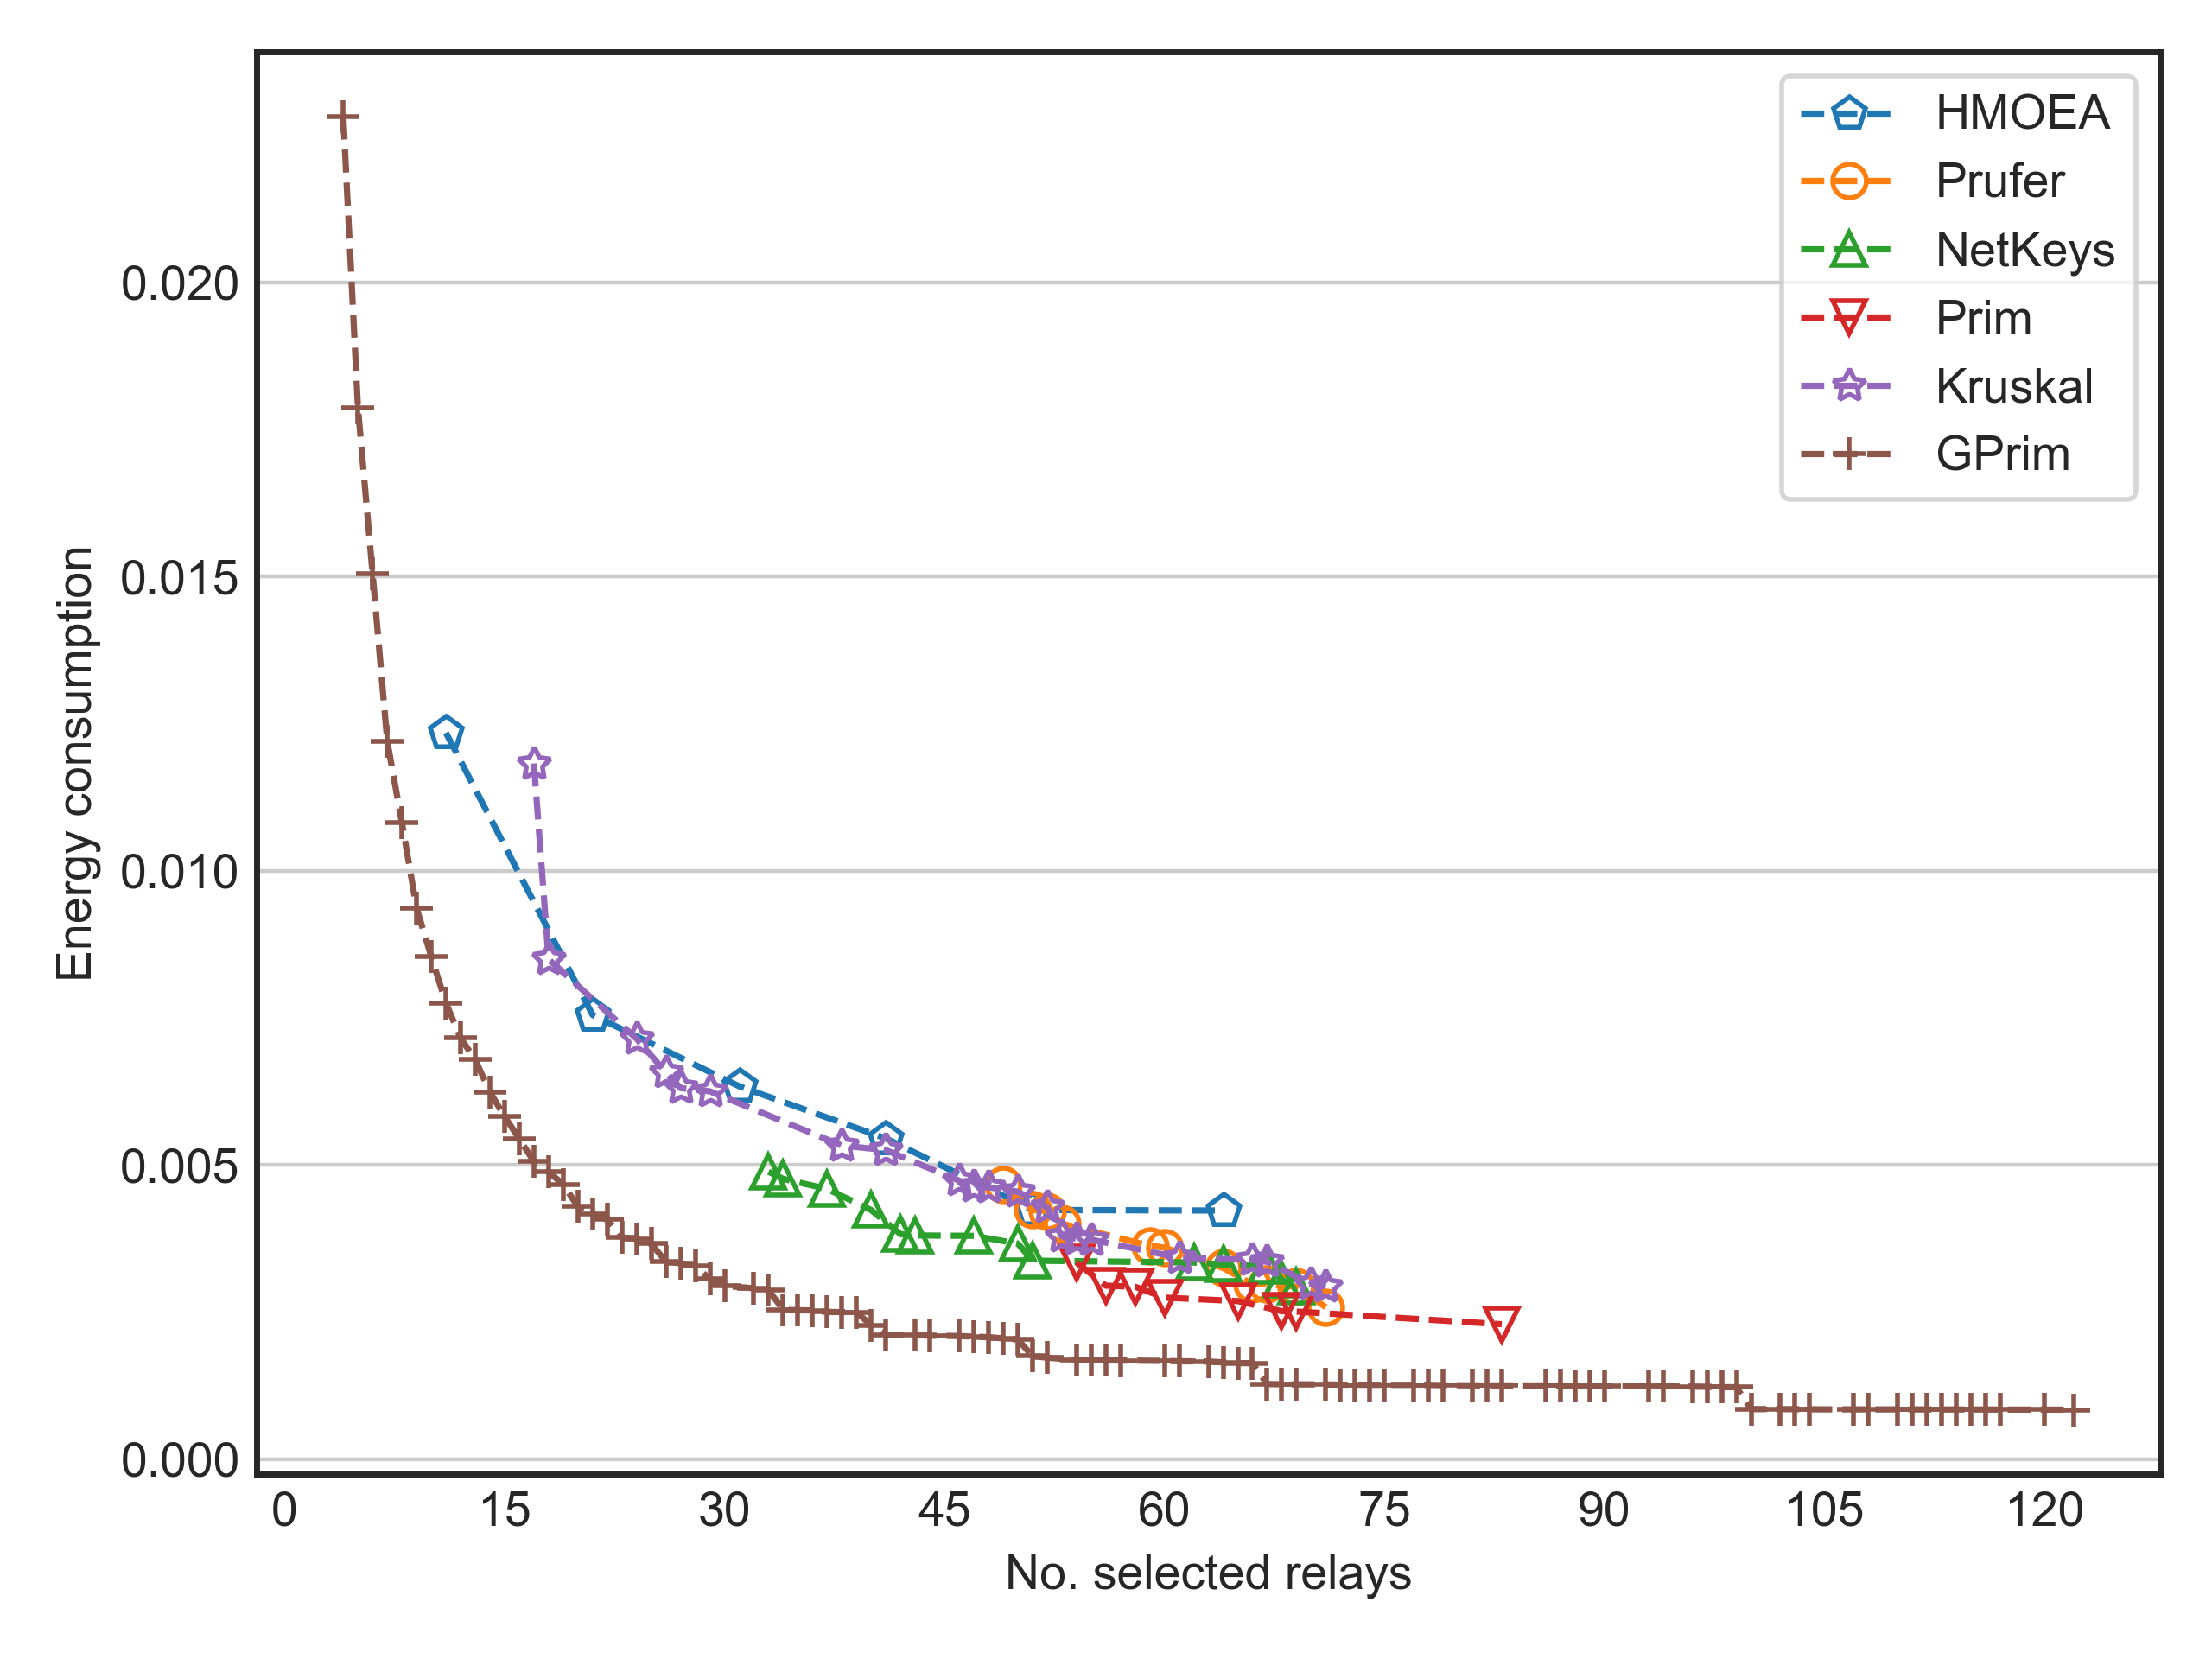 HMOEA
Prufer
NetKeys
Prim
Kruskal
GPrim
Energy consumption
0.020
0.015
0.010
0.005
0.000
0 15 30 45 60 75 90 105 120
No. selected relays